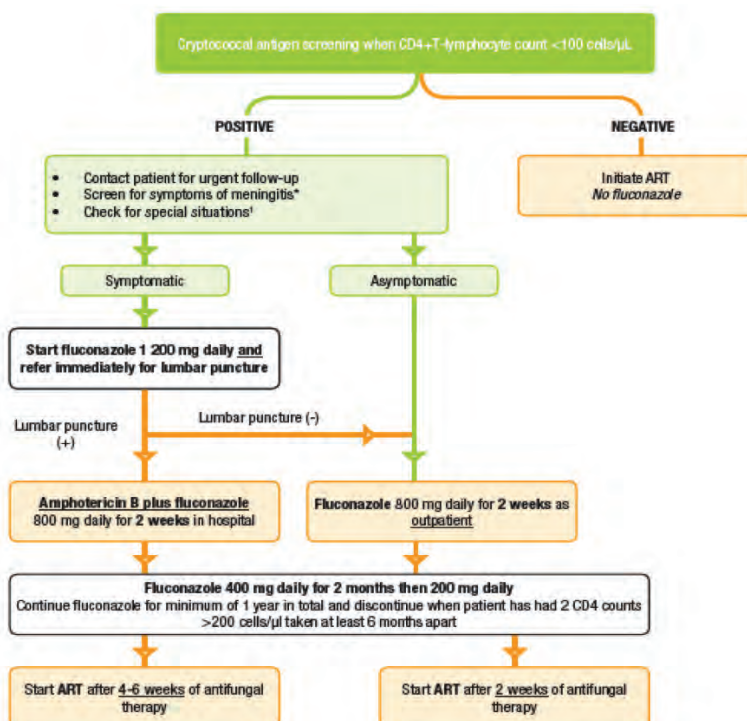 Cryptococcal antigen screening when CD4+T-lymphocyte count <100 cells/µL
POSITIVE
NEGATIVE
• Contact patient for urgent follow-up
• Screen for symptoms of meningitis*
• Check for special situations¹
Initiate ART
No fluconazole
Symptomatic
Asymptomatic
Start fluconazole 1 200 mg daily and
refer immediately for lumbar puncture
Lumbar puncture
(+)
Lumbar puncture (-)
Amphotericin B plus fluconazole
800 mg daily for 2 weeks in hospital
Fluconazole 800 mg daily for 2 weeks as
outpatient
Fluconazole 400 mg daily for 2 months then 200 mg daily
Continue fluconazole for minimum of 1 year in total and discontinue when patient has had 2 CD4 counts
>200 cells/µl taken at least 6 months apart
Start ART after 4-6 weeks of antifungal
therapy
Start ART after 2 weeks of antifungal
therapy